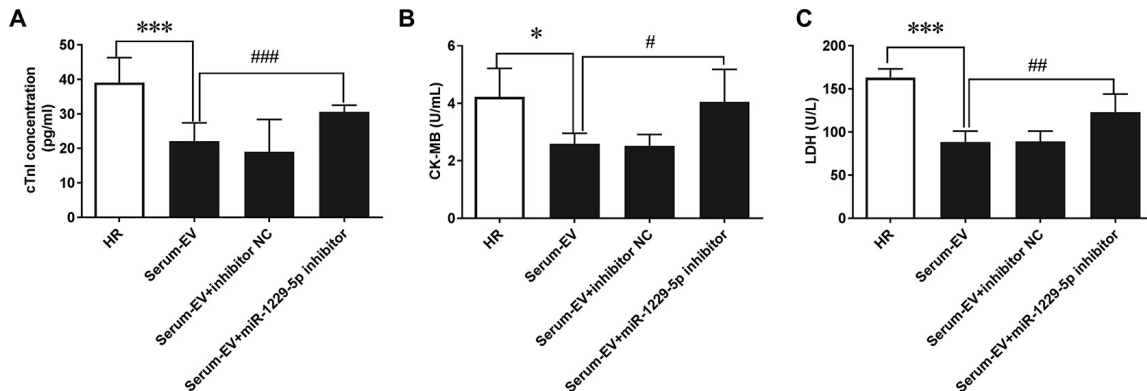 A
cTnI concentration
(pg/ml)
50
40
30
20
10
0
***
###
HR
Serum-EV
Serum-EV+inhibitor NC
Serum-EV+miR-1229-5p inhibitor
B
CK-MB (U/mL)
6
4
2
0
*
#
HR
Serum-EV
Serum-EV+inhibitor NC
Serum-EV+miR-1229-5p inhibitor
C
LDH (U/L)
200
150
100
50
0
***
##
HR
Serum-EV
Serum-EV+inhibitor NC
Serum-EV+miR-1229-5p inhibitor